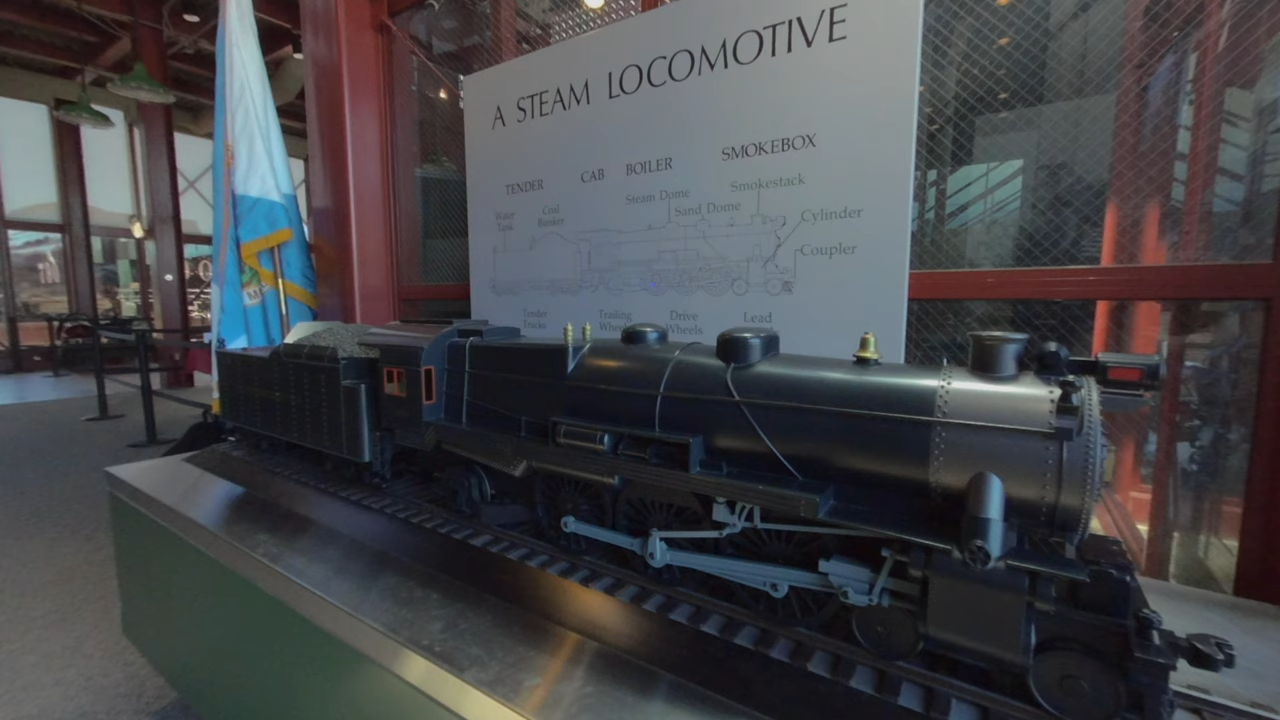 A STEAM LOCOMOTIVE
TENDER
CAB
BOILER
SMOKEBOX
Water
Tank
Coal
Bunker
Steam Dome
Sand Dome
Smokestack
Cylinder
Coupler
Tender
Trucks
Trailing
Wheels
Drive
Wheels
Lead